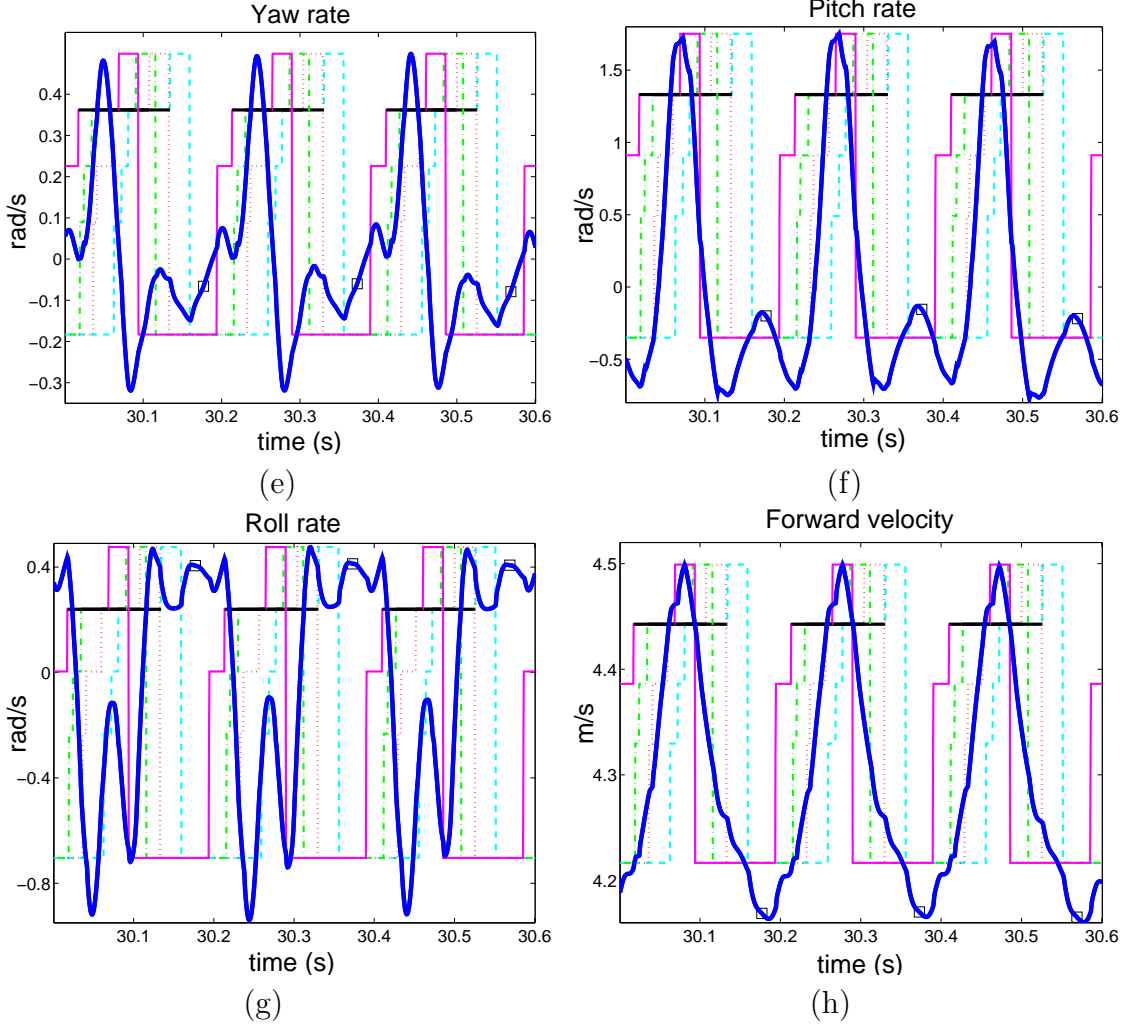 Yaw rate
0.4
0.3
0.2
0.1
0
−0.1
−0.2
−0.3
rad/s
30.1 30.2 30.3 30.4 30.5 30.6
time (s)
(e)
Pitch rate
1.5
1
0.5
0
−0.5
rad/s
30.1 30.2 30.3 30.4 30.5 30.6
time (s)
(f)
Roll rate
0.4
0
−0.4
−0.8
rad/s
30.1 30.2 30.3 30.4 30.5 30.6
time (s)
(g)
Forward velocity
4.5
4.4
4.3
4.2
m/s
30.1 30.2 30.3 30.4 30.5 30.6
time (s)
(h)